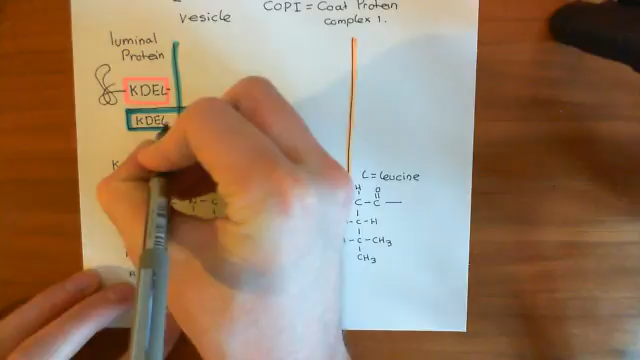 COPI = Coat Protein
vesicle
complex 1.
luminal
Protein
KDEL
KDEL
K
L = Leucine
H O
N-C
C-C
-C-H
-C-CH3
CH3